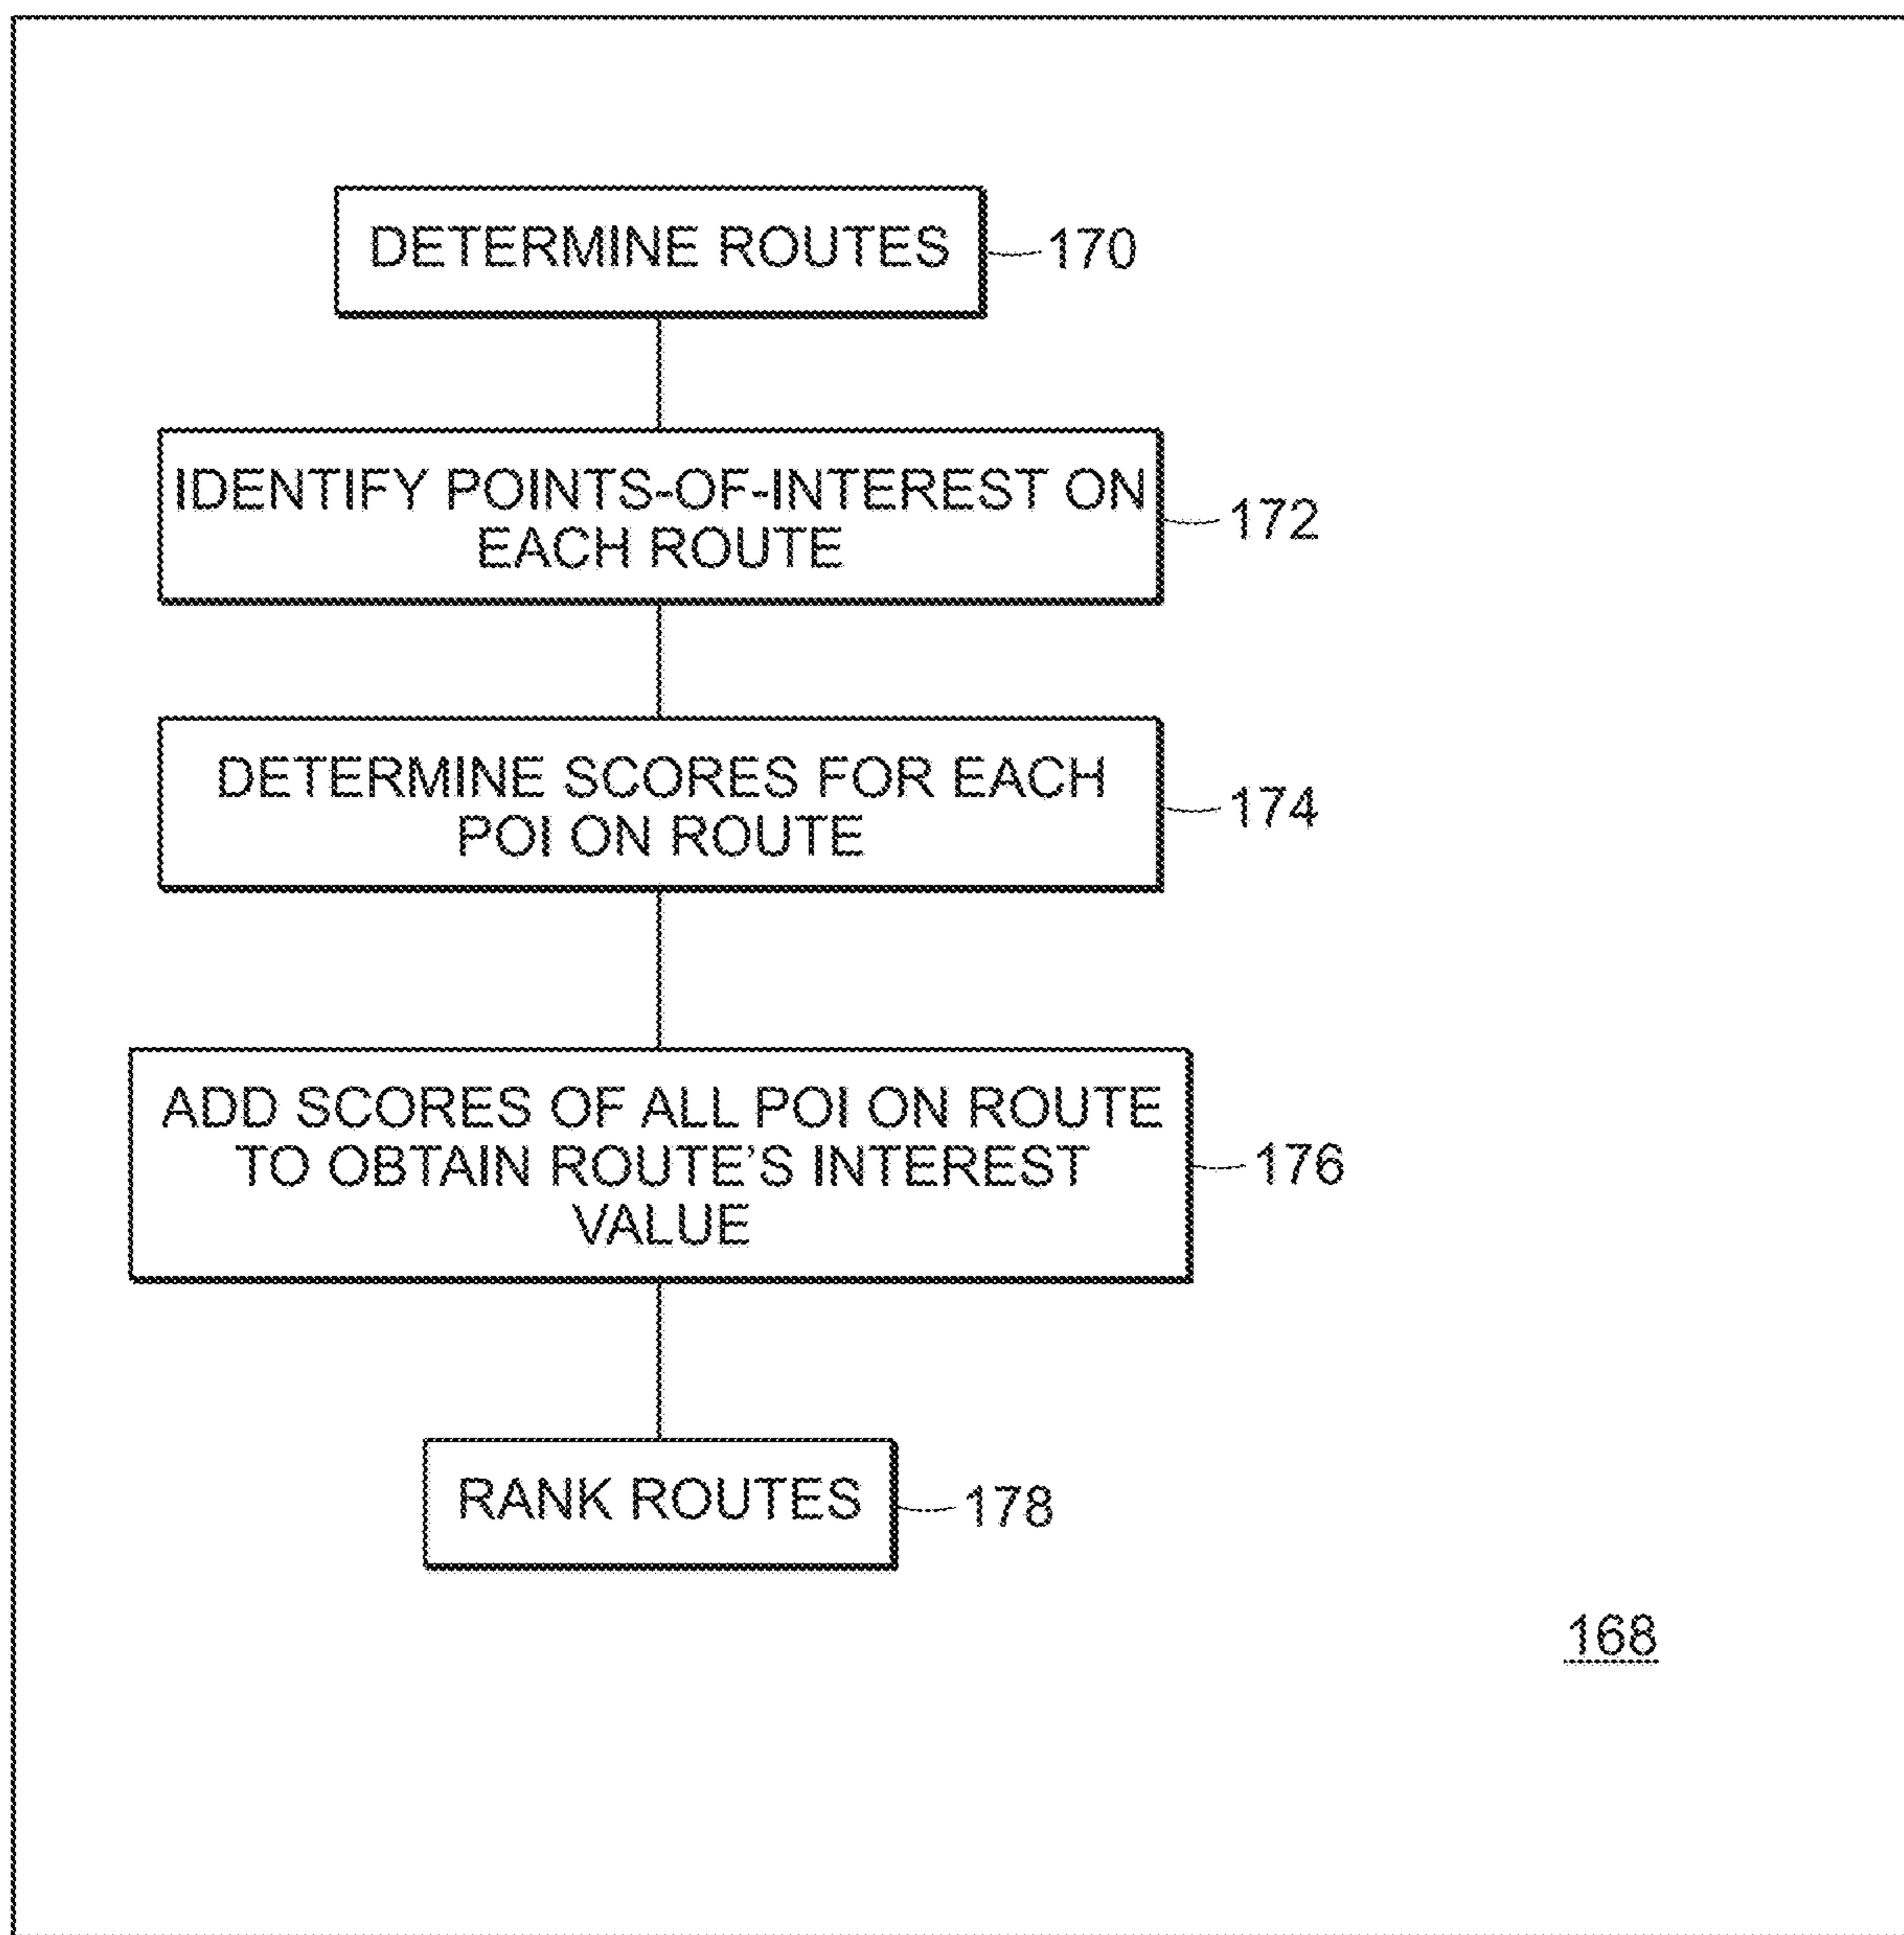 DETERMINE ROUTES
170
IDENTIFY POINTS-OF-INTEREST ON
EACH ROUTE
172
DETERMINE SCORES FOR EACH
POI ON ROUTE
174
ADD SCORES OF ALL POI ON ROUTE
TO OBTAIN ROUTE'S INTEREST
VALUE
176
RANK ROUTES
178
168